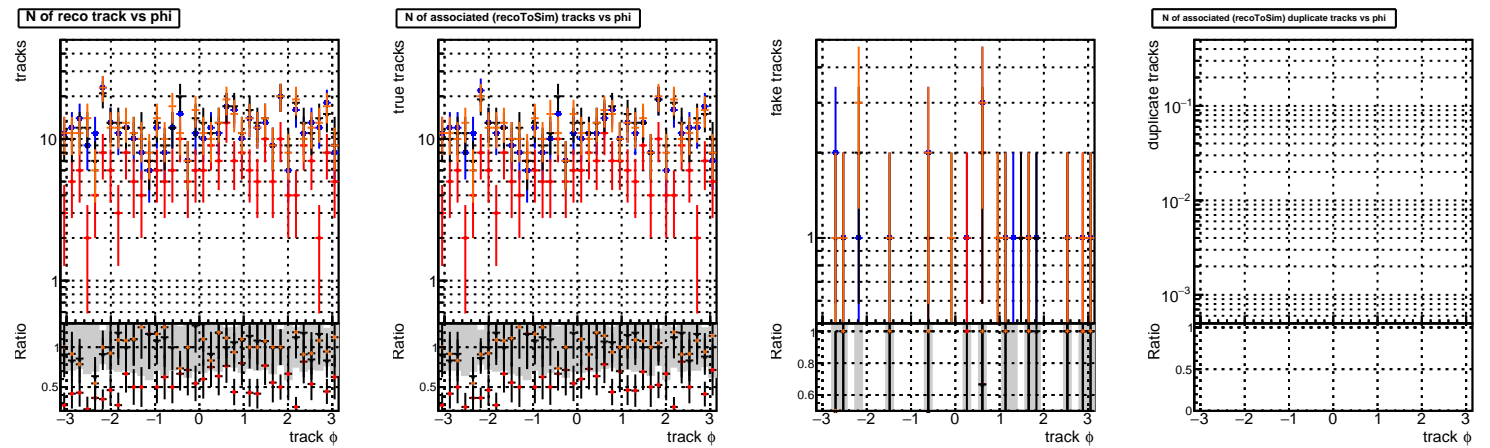 N of reco track vs phi
tracks
10
1
Ratio
1
0.5
−3 −2 −1 0 1 2 3
track ϕ
N of associated (recoToSim) tracks vs phi
true tracks
10
1
Ratio
1
0.5
−3 −2 −1 0 1 2 3
track ϕ
fake tracks
1
Ratio
1
0.8
0.6
−3 −2 −1 0 1 2 3
track ϕ
N of associated (recoToSim) duplicate tracks vs phi
duplicate tracks
10⁻¹
10⁻²
10⁻³
Ratio
1
0.5
0
−3 −2 −1 0 1 2 3
track ϕ